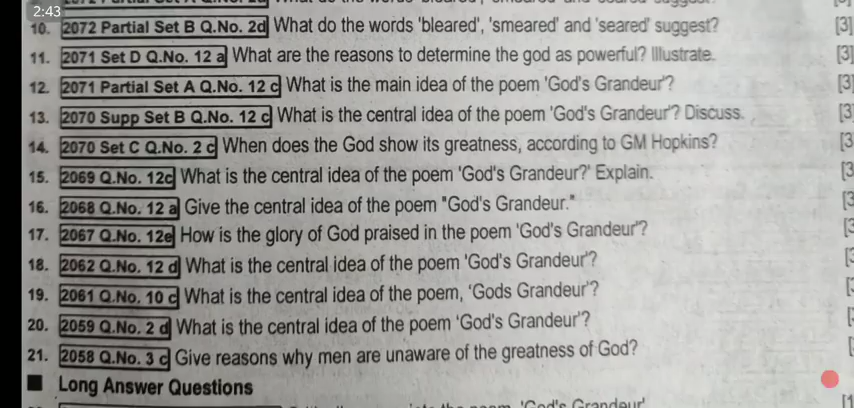 2:43
10. 2072 Partial Set B Q.No. 2d What do the words 'bleared', 'smeared' and 'seared' suggest? [3]
11. 2071 Set D Q.No. 12 a What are the reasons to determine the god as powerful? Illustrate. [3]
12. 2071 Partial Set A Q.No. 12 c What is the main idea of the poem 'God's Grandeur'? [3]
13. 2070 Supp Set B Q.No. 12 c What is the central idea of the poem 'God's Grandeur'? Discuss. [3
14. 2070 Set C Q.No. 2 c When does the God show its greatness, according to GM Hopkins? [3
15. 2069 Q.No. 12c What is the central idea of the poem 'God's Grandeur?' Explain. [3
16. 2068 Q.No. 12 a Give the central idea of the poem "God's Grandeur." [3
17. 2067 Q.No. 12e How is the glory of God praised in the poem 'God's Grandeur'? [3
18. 2062 Q.No. 12 d What is the central idea of the poem 'God's Grandeur'? [
19. 2061 Q.No. 10 c What is the central idea of the poem, 'Gods Grandeur'? [
20. 2059 Q.No. 2 d What is the central idea of the poem 'God's Grandeur'? [
21. 2058 Q.No. 3 c Give reasons why men are unaware of the greatness of God? [
■ Long Answer Questions
the poem 'God's Grandeur'